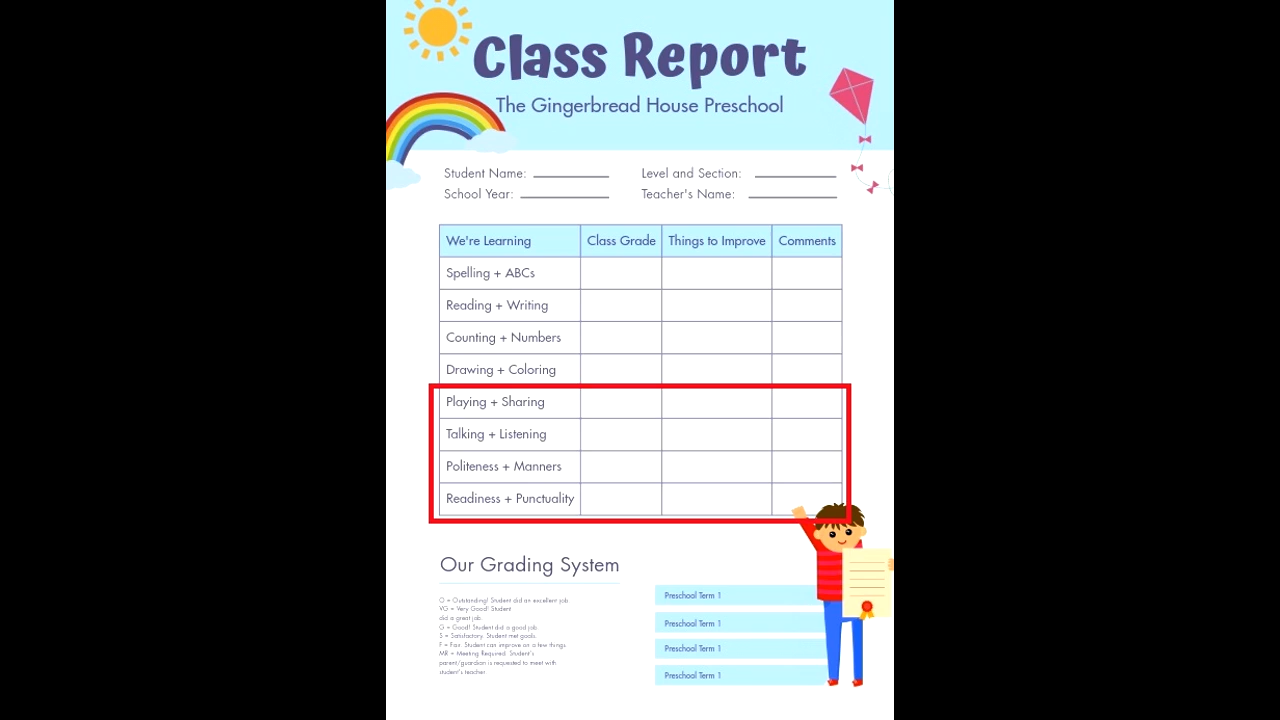 Class Report
The Gingerbread House Preschool
Student Name:
Level and Section:
School Year:
Teacher's Name:
We're Learning Class Grade Things to Improve Comments
Spelling + ABCs
Reading + Writing
Counting + Numbers
Drawing + Coloring
Playing + Sharing
Talking + Listening
Politeness + Manners
Readiness + Punctuality
Our Grading System
O = Outstanding! Student did an excellent job
VG = Very Good! Student
did a great job.
G = Good! Student did a good job.
S = Satisfactory. Student met goals.
F = Fair. Student can improve on a few things
MR = Meeting Required. Student's
parent/guardian is requested to meet with
student's teacher
Preschool Term 1
Preschool Term 1
Preschool Term 1
Preschool Term 1